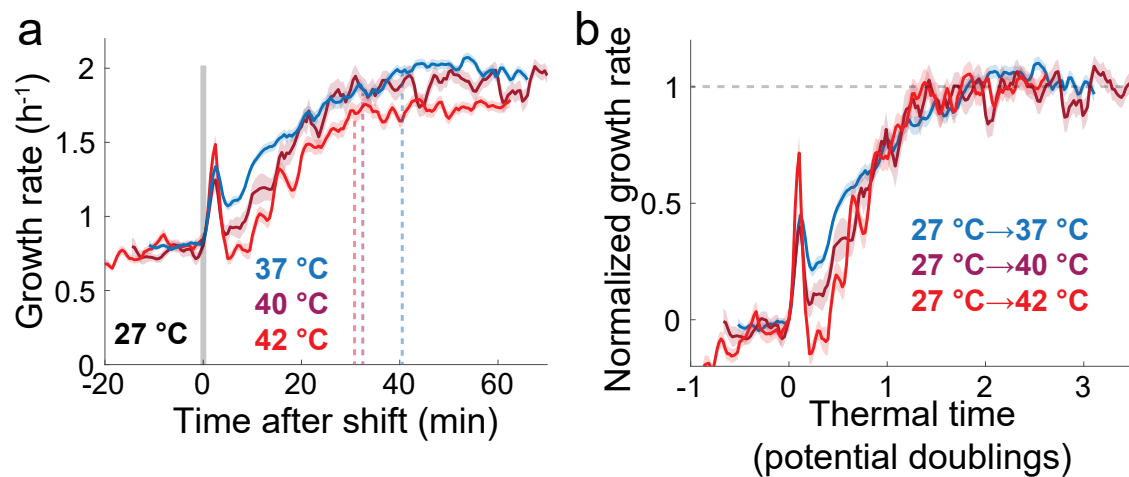 a
Growth rate (h⁻¹)
2
1.5
1
0.5
0
27 °C
37 °C
40 °C
42 °C
-20
0
20
40
60
Time after shift (min)
b
Normalized growth rate
1
0.5
0
27 °C→37 °C
27 °C→40 °C
27 °C→42 °C
-1
0
1
2
3
Thermal time
(potential doublings)